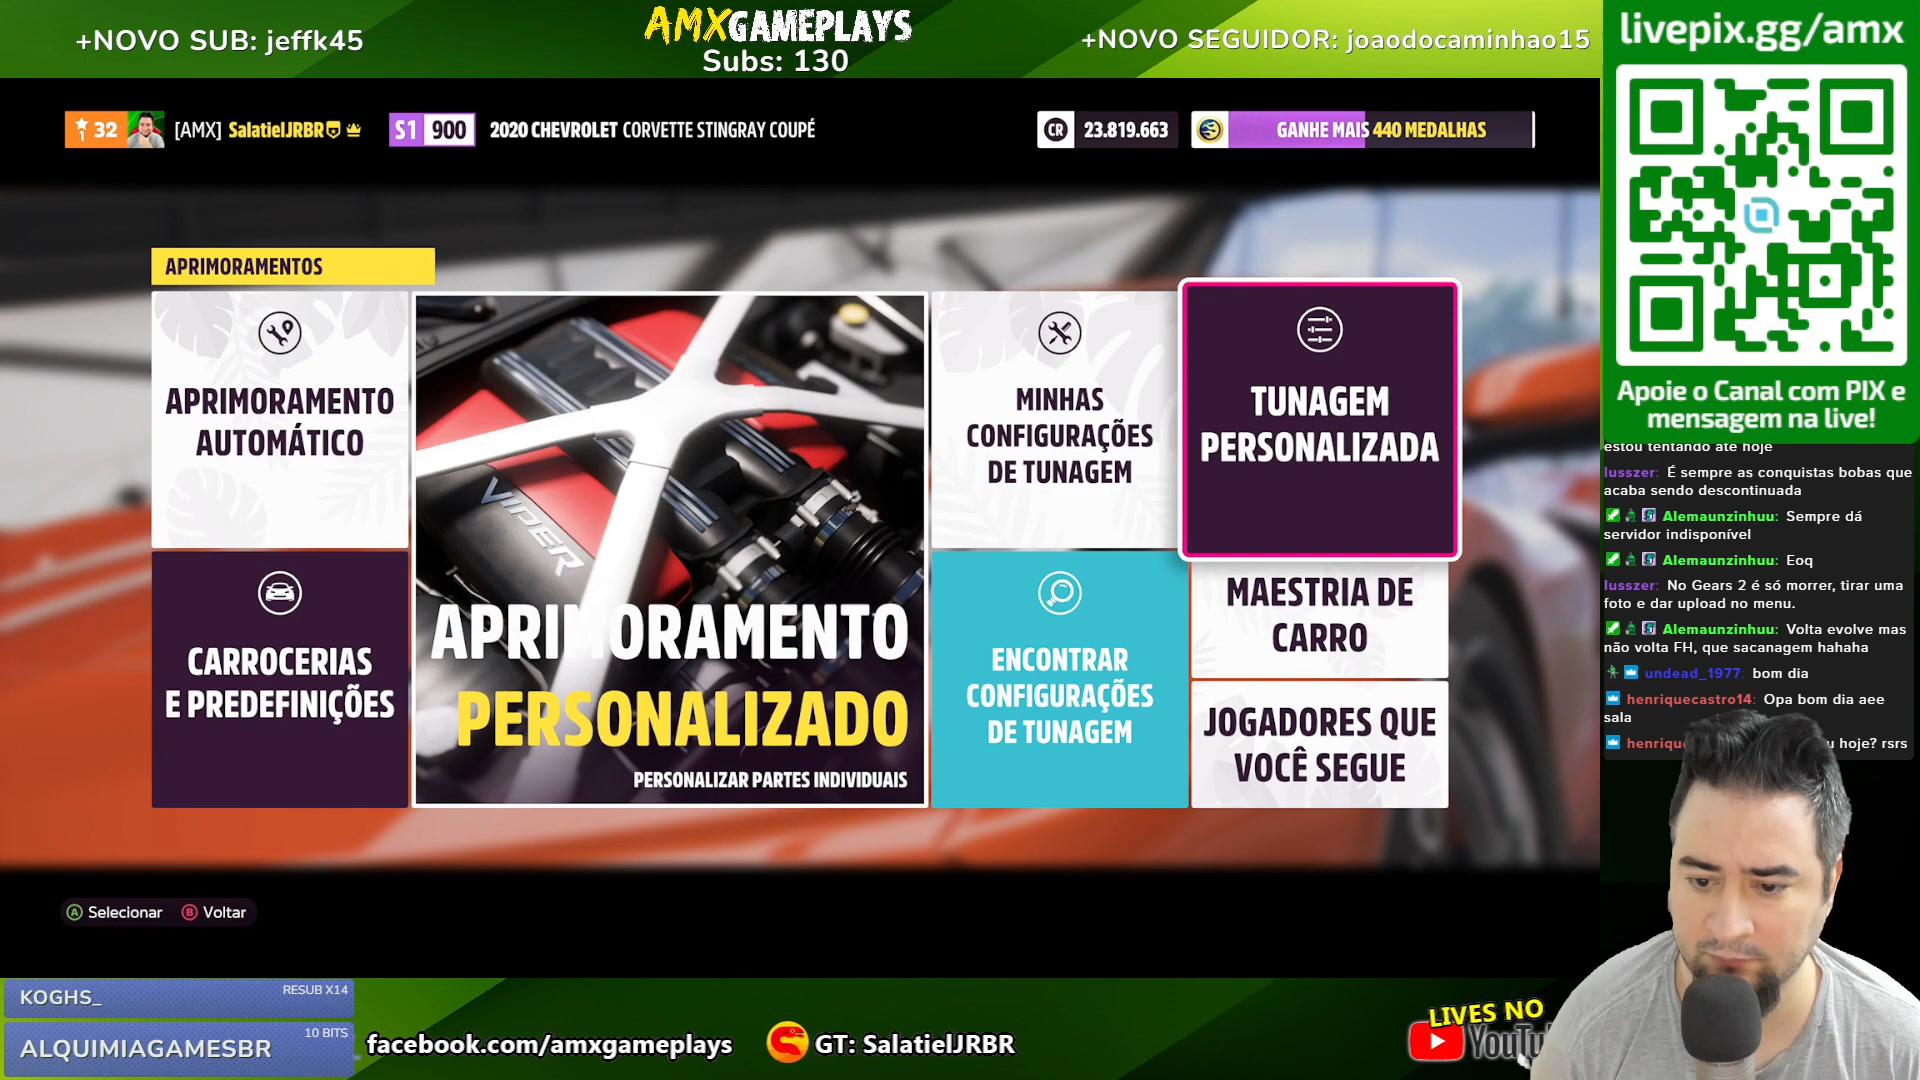 +NOVO SUB: jeffk45
AMXGAMEPLAYS
Subs: 130
+NOVO SEGUIDOR: joaodocaminhao15
livepix.gg/amx
Apoie o Canal com PIX e
mensagem na live!
1 32 [AMX] SalatielJRBR
S1 900 2020 CHEVROLET CORVETTE STINGRAY COUPÉ
CR 23.819.663
GANHE MAIS 440 MEDALHAS
APRIMORAMENTOS
APRIMORAMENTO
AUTOMÁTICO
CARROCERIAS
E PREDEFINIÇÕES
VIPER
APRIMORAMENTO
PERSONALIZADO
PERSONALIZAR PARTES INDIVIDUAIS
MINHAS
CONFIGURAÇÕES
DE TUNAGEM
ENCONTRAR
CONFIGURAÇÕES
DE TUNAGEM
TUNAGEM
PERSONALIZADA
MAESTRIA DE
CARRO
JOGADORES QUE
VOCÊ SEGUE
A Selecionar B Voltar
estou tentando até hoje
lusszer: É sempre as conquistas bobas que
acaba sendo descontinuada
Alemaunzinhuu: Sempre dá
servidor indisponível
Alemaunzinhuu: Eoq
lusszer: No Gears 2 é só morrer, tirar uma
foto e dar upload no menu.
Alemaunzinhuu: Volta evolve mas
não volta FH, que sacanagem hahaha
undead_1977: bom dia
henriquecastro14: Opa bom dia aee
sala
hoje? rsrs
KOGHS_ RESUB X14
ALQUIMIAGAMESBR 10 BITS
facebook.com/amxgameplays
GT: SalatielJRBR
LIVES NO